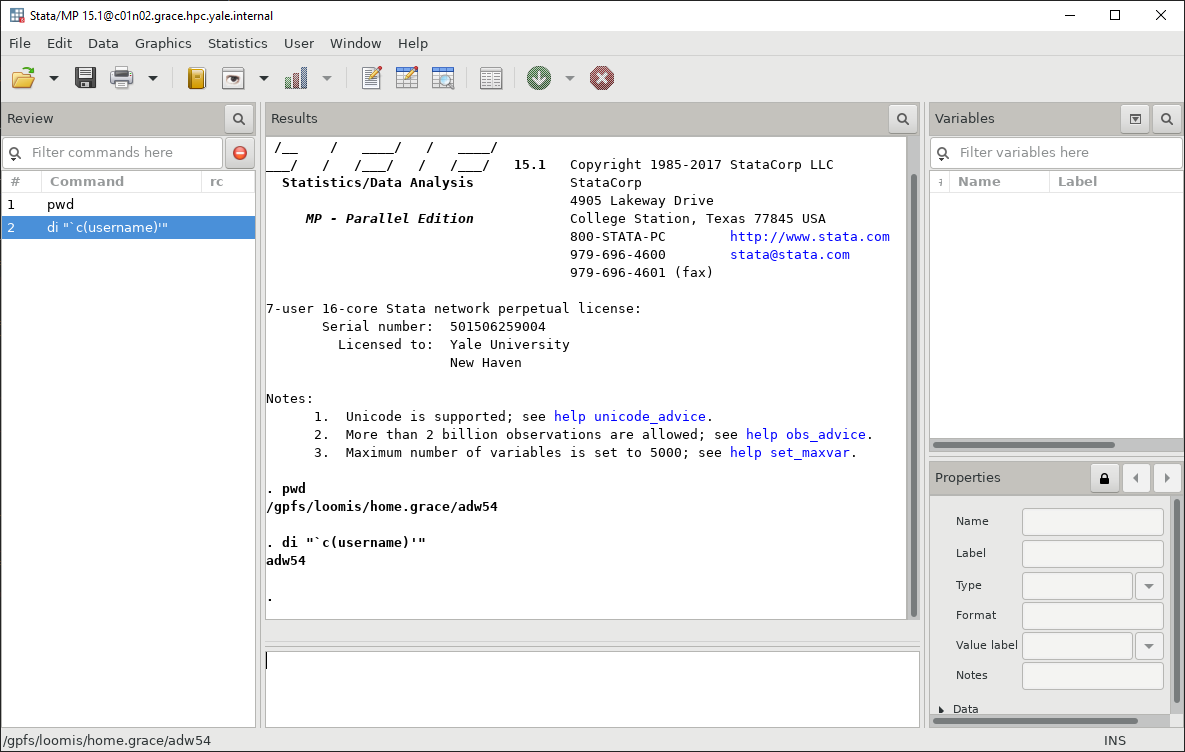 Stata/MP 15.1@c01n02.grace.hpc.yale.internal
File Edit Data Graphics Statistics User Window Help
Review
Filter commands here
# Command rc
1 pwd
2 di "`c(username)'"
Results
/__    /   ____/   /   ____/
___/   /   /___/   /   /___/   15.1   Copyright 1985-2017 StataCorp LLC
Statistics/Data Analysis            StataCorp
4905 Lakeway Drive
MP - Parallel Edition            College Station, Texas 77845 USA
800-STATA-PC        http://www.stata.com
979-696-4600        stata@stata.com
979-696-4601 (fax)
7-user 16-core Stata network perpetual license:
Serial number:  501506259004
Licensed to:  Yale University
New Haven
Notes:
1.  Unicode is supported; see help unicode_advice.
2.  More than 2 billion observations are allowed; see help obs_advice.
3.  Maximum number of variables is set to 5000; see help set_maxvar.
. pwd
/gpfs/loomis/home.grace/adw54
. di "`c(username)'"
adw54
.
Variables
Filter variables here
Name Label
Properties
Name
Label
Type
Format
Value label
Notes
Data
/gpfs/loomis/home.grace/adw54
INS